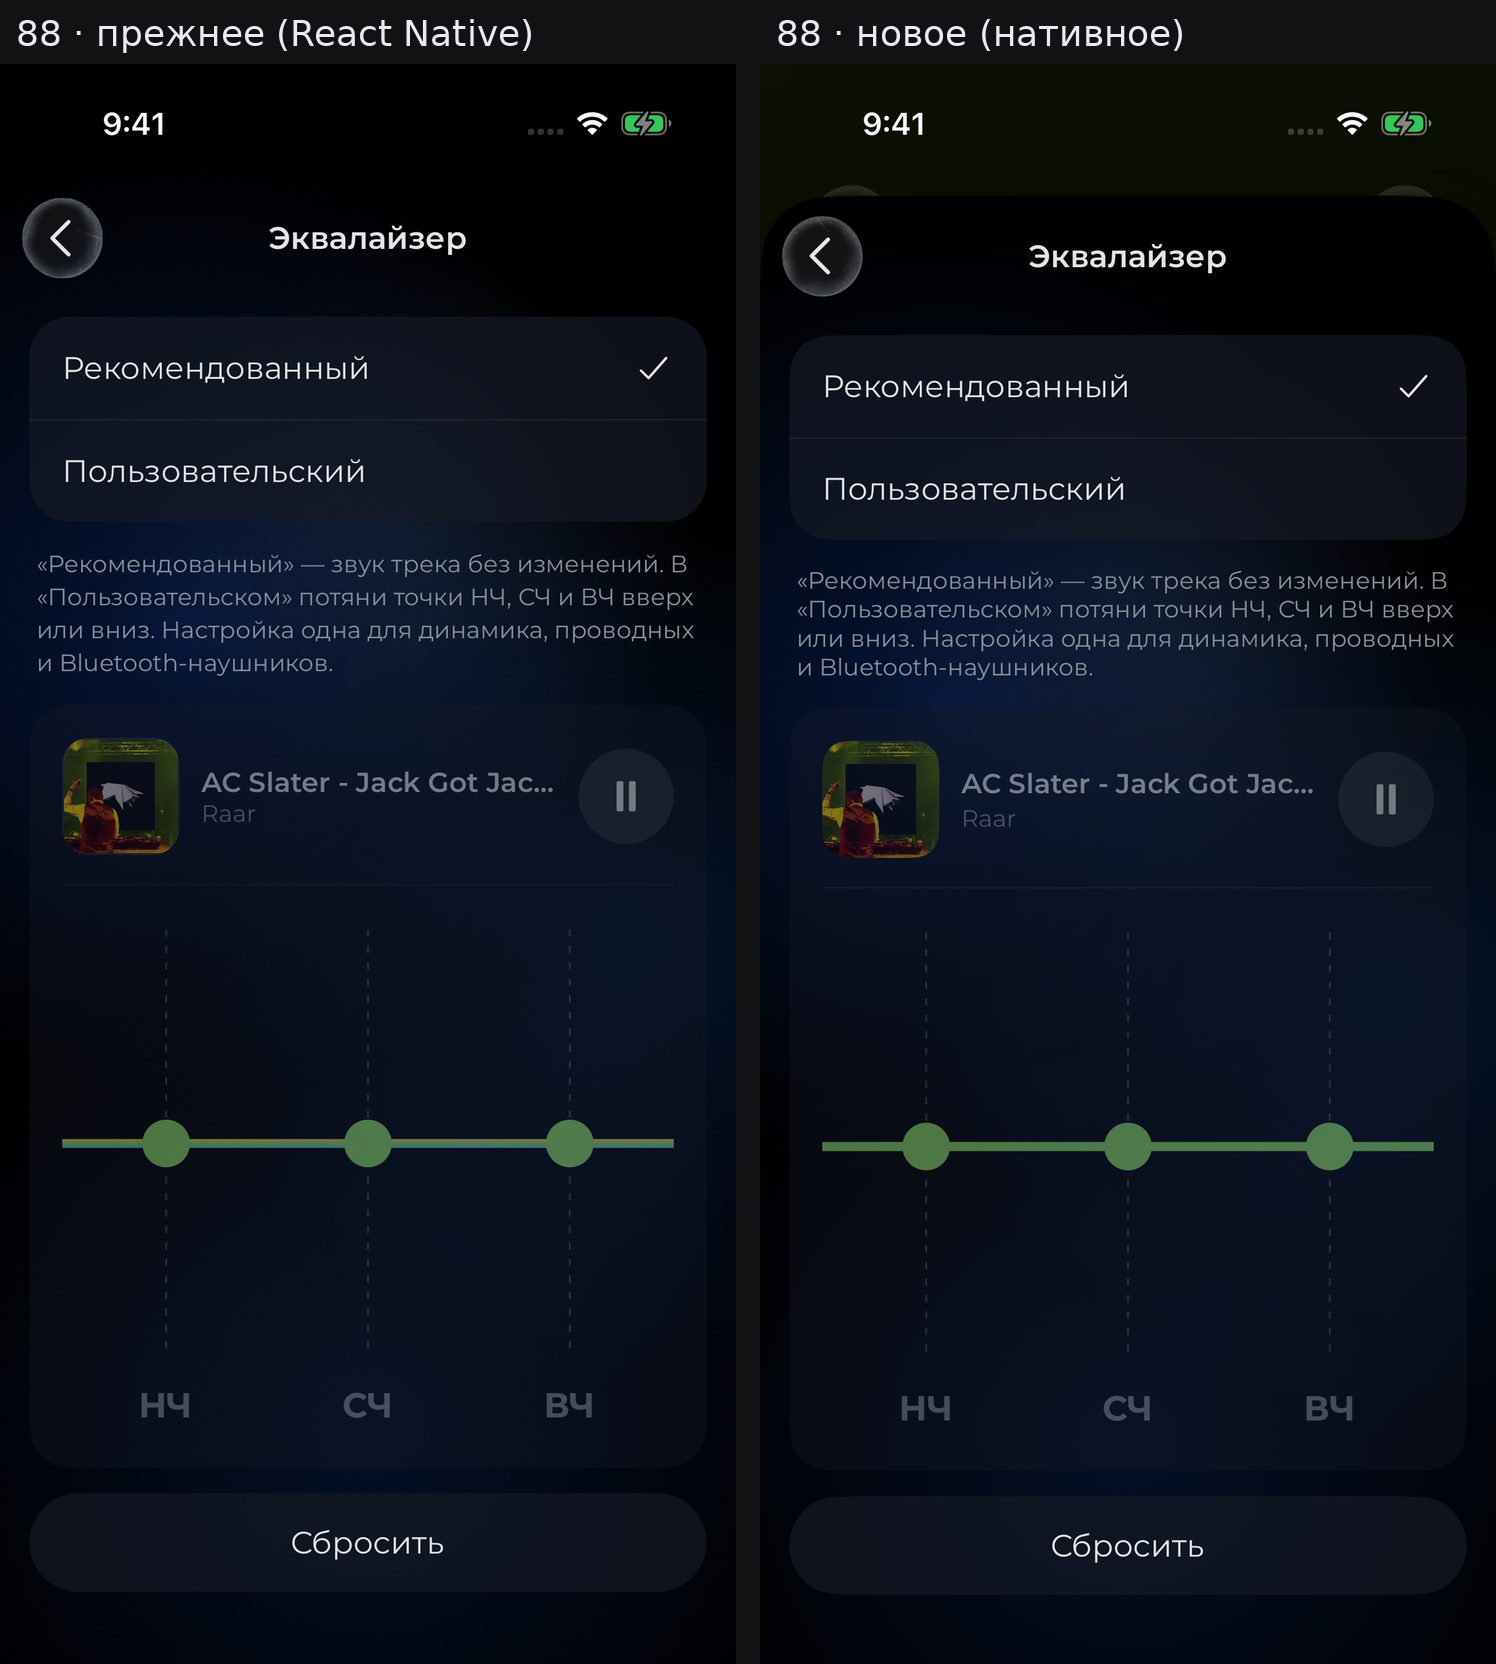 88 · прежнее (React Native)
9:41
Эквалайзер
Рекомендованный
Пользовательский
«Рекомендованный» — звук трека без изменений. В
«Пользовательском» потяни точки НЧ, СЧ и ВЧ вверх
или вниз. Настройка одна для динамика, проводных
и Bluetooth-наушников.
AC Slater - Jack Got Jac...
Raar
НЧ СЧ ВЧ
Сбросить
88 · новое (нативное)
9:41
Эквалайзер
Рекомендованный
Пользовательский
«Рекомендованный» — звук трека без изменений. В
«Пользовательском» потяни точки НЧ, СЧ и ВЧ вверх
или вниз. Настройка одна для динамика, проводных
и Bluetooth-наушников.
AC Slater - Jack Got Jac...
Raar
НЧ СЧ ВЧ
Сбросить